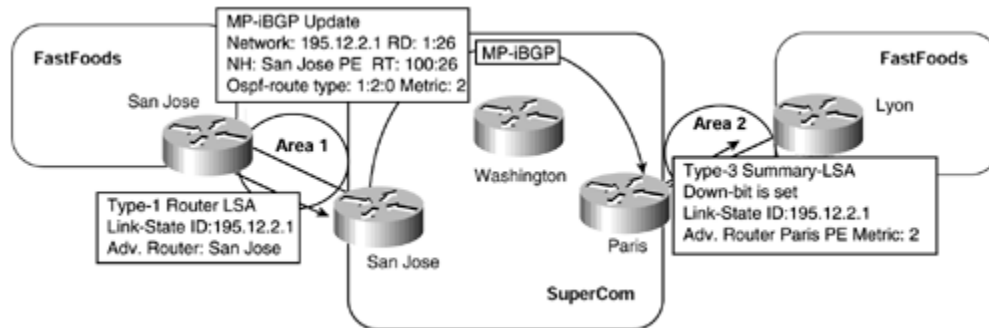 MP-iBGP Update
Network: 195.12.2.1 RD: 1:26
NH: San Jose PE RT: 100:26
Ospf-route type: 1:2:0 Metric: 2
MP-iBGP
FastFoods
San Jose
Area 1
Type-1 Router LSA
Link-State ID:195.12.2.1
Adv. Router: San Jose
San Jose
Washington
Paris
SuperCom
FastFoods
Lyon
Area 2
Type-3 Summary-LSA
Down-bit is set
Link-State ID:195.12.2.1
Adv. Router Paris PE Metric: 2